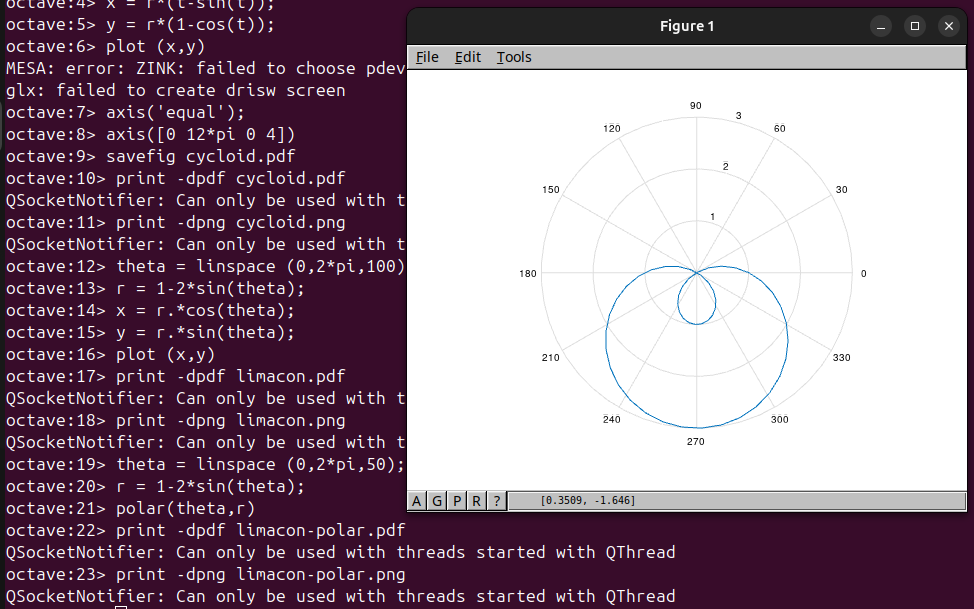 octave:4> x = r*(t-sin(t));
octave:5> y = r*(1-cos(t));
octave:6> plot (x,y)
MESA: error: ZINK: failed to choose pdev
glx: failed to create drisw screen
octave:7> axis('equal');
octave:8> axis([0 12*pi 0 4])
octave:9> savefig cycloid.pdf
octave:10> print -dpdf cycloid.pdf
QSocketNotifier: Can only be used with t
octave:11> print -dpng cycloid.png
QSocketNotifier: Can only be used with t
octave:12> theta = linspace (0,2*pi,100)
octave:13> r = 1-2*sin(theta);
octave:14> x = r.*cos(theta);
octave:15> y = r.*sin(theta);
octave:16> plot (x,y)
octave:17> print -dpdf limacon.pdf
QSocketNotifier: Can only be used with t
octave:18> print -dpng limacon.png
QSocketNotifier: Can only be used with t
octave:19> theta = linspace (0,2*pi,50);
octave:20> r = 1-2*sin(theta);
octave:21> polar(theta,r)
octave:22> print -dpdf limacon-polar.pdf
QSocketNotifier: Can only be used with threads started with QThread
octave:23> print -dpng limacon-polar.png
QSocketNotifier: Can only be used with threads started with QThread
Figure 1
File Edit Tools
90
120 3 60
2
150 30
1
180 0
210 330
240 300
270
A G P R ? [0.3509, -1.646]